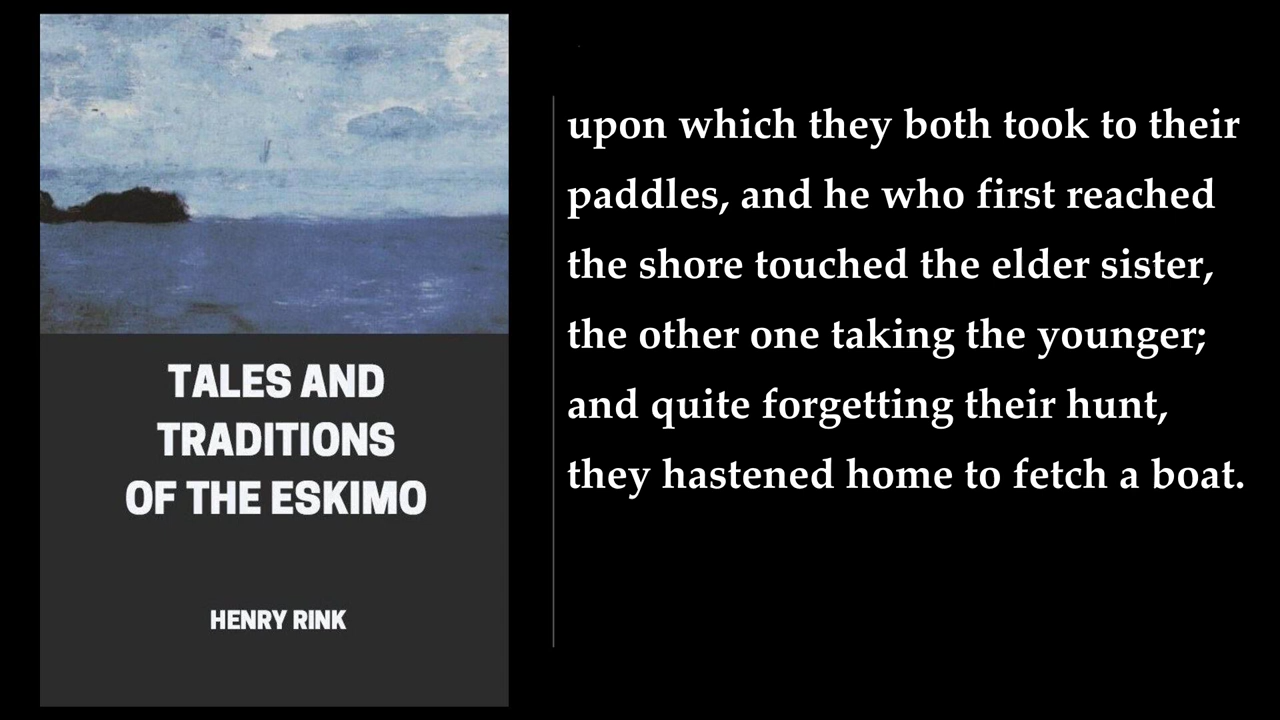 TALES AND
TRADITIONS
OF THE ESKIMO
HENRY RINK
upon which they both took to their
paddles, and he who first reached
the shore touched the elder sister,
the other one taking the younger;
and quite forgetting their hunt,
they hastened home to fetch a boat.